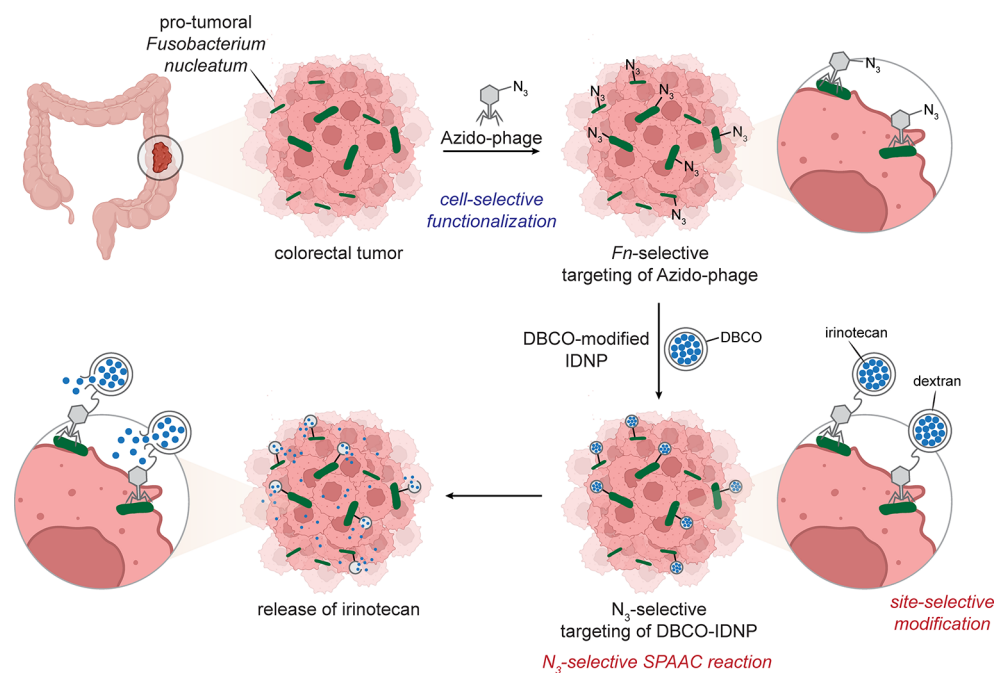 pro-tumoral
Fusobacterium
nucleatum
N3
Azido-phage
cell-selective
functionalization
colorectal tumor
N3
N3
N3
N3
N3
N3
N3
Fn-selective
targeting of Azido-phage
N3
N3
DBCO-modified
IDNP
DBCO
irinotecan
dextran
site-selective
modification
N3-selective
targeting of DBCO-IDNP
N3-selective SPAAC reaction
release of irinotecan